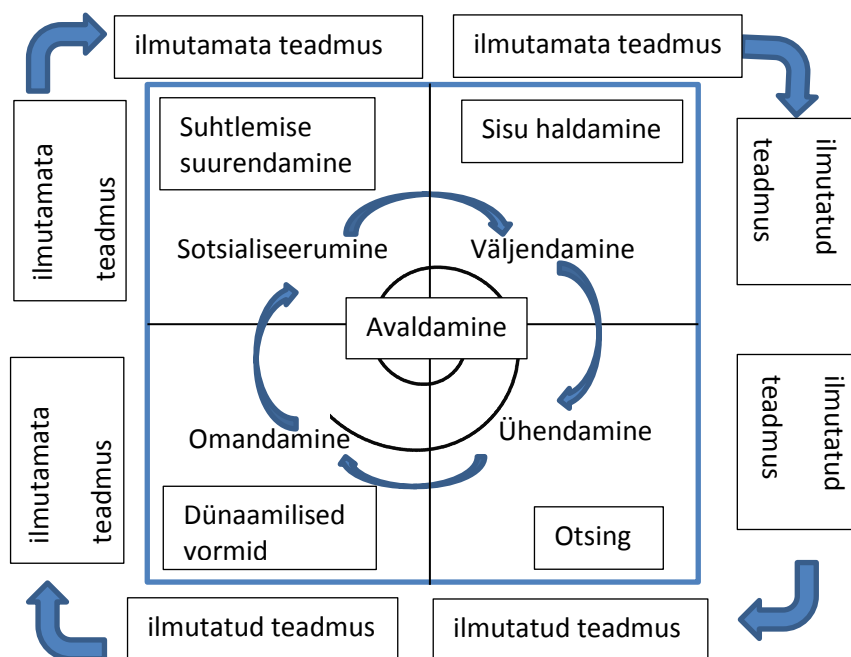 ilmutamata teadmus
ilmutamata teadmus
ilmutamata
teadmus
Suhtlemise
suurendamine
Sisu haldamine
ilmutatud
teadmus
Sotsialiseerumine
Väljendamine
Avaldamine
ilmutamata
teadmus
Omandamine
Ühendamine
ilmutatud
teadmus
Dünaamilised
vormid
Otsing
ilmutatud teadmus
ilmutatud teadmus